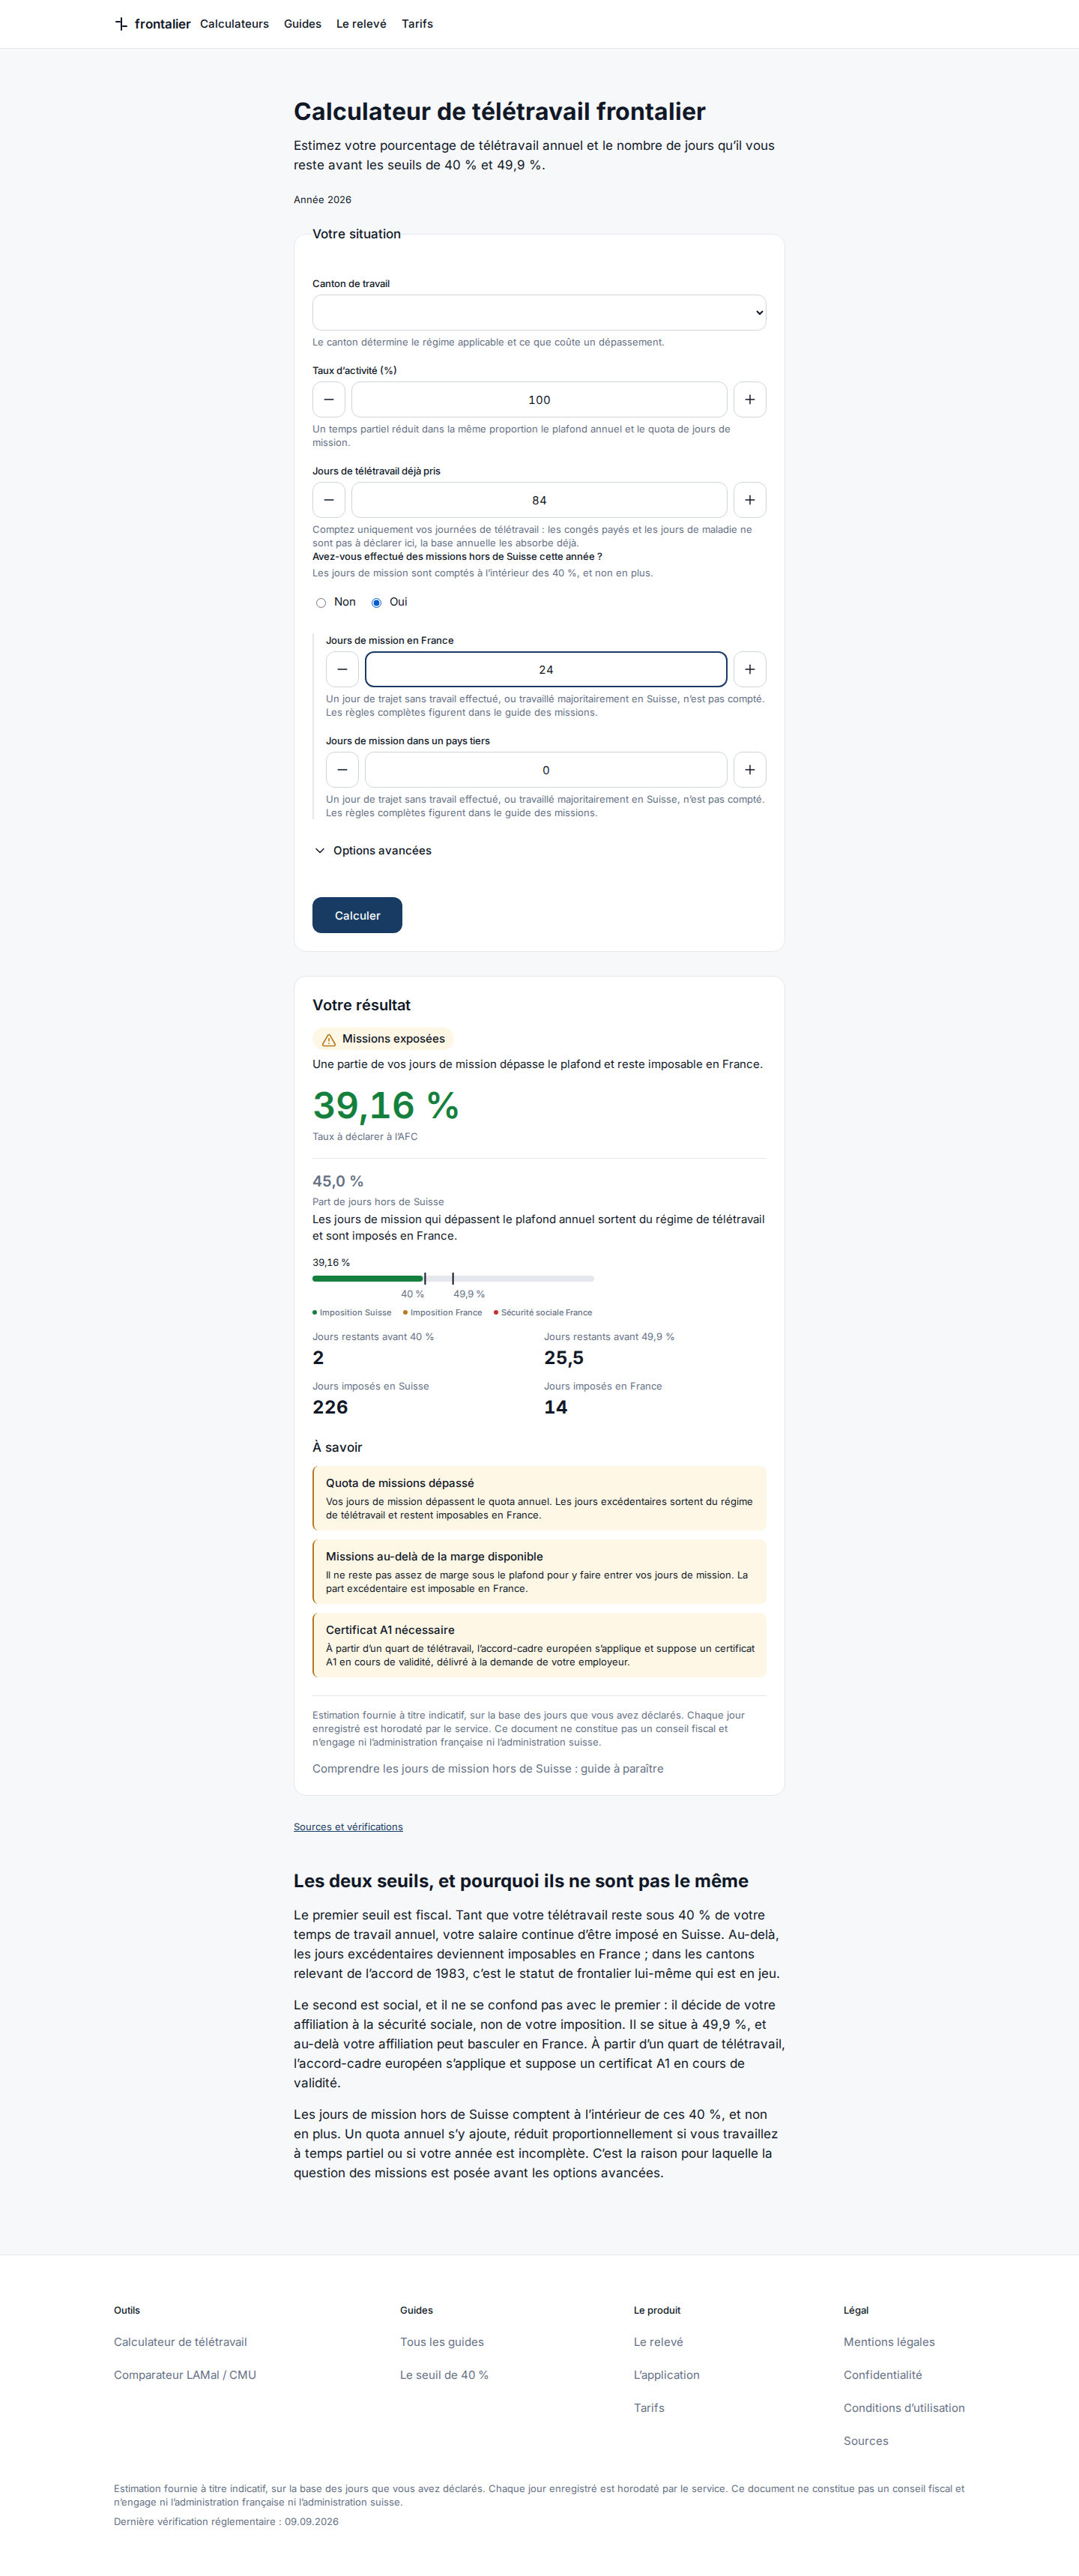 frontalier Calculateurs Guides Le relevé Tarifs
Calculateur de télétravail frontalier
Estimez votre pourcentage de télétravail annuel et le nombre de jours qu’il vous
reste avant les seuils de 40 % et 49,9 %.
Année 2026
Votre situation
Canton de travail
Le canton détermine le régime applicable et ce que coûte un dépassement.
Taux d’activité (%)
100
Un temps partiel réduit dans la même proportion le plafond annuel et le quota de jours de
mission.
Jours de télétravail déjà pris
84
Comptez uniquement vos journées de télétravail : les congés payés et les jours de maladie ne
sont pas à déclarer ici, la base annuelle les absorbe déjà.
Avez-vous effectué des missions hors de Suisse cette année ?
Les jours de mission sont comptés à l’intérieur des 40 %, et non en plus.
Non Oui
Jours de mission en France
24
Un jour de trajet sans travail effectué, ou travaillé majoritairement en Suisse, n’est pas compté.
Les règles complètes figurent dans le guide des missions.
Jours de mission dans un pays tiers
0
Un jour de trajet sans travail effectué, ou travaillé majoritairement en Suisse, n’est pas compté.
Les règles complètes figurent dans le guide des missions.
Options avancées
Calculer
Votre résultat
Missions exposées
Une partie de vos jours de mission dépasse le plafond et reste imposable en France.
39,16 %
Taux à déclarer à l’AFC
45,0 %
Part de jours hors de Suisse
Les jours de mission qui dépassent le plafond annuel sortent du régime de télétravail
et sont imposés en France.
39,16 %
40 % 49,9 %
Imposition Suisse Imposition France Sécurité sociale France
Jours restants avant 40 % Jours restants avant 49,9 %
2 25,5
Jours imposés en Suisse Jours imposés en France
226 14
À savoir
Quota de missions dépassé
Vos jours de mission dépassent le quota annuel. Les jours excédentaires sortent du régime
de télétravail et restent imposables en France.
Missions au-delà de la marge disponible
Il ne reste pas assez de marge sous le plafond pour y faire entrer vos jours de mission. La
part excédentaire est imposable en France.
Certificat A1 nécessaire
À partir d’un quart de télétravail, l’accord-cadre européen s’applique et suppose un certificat
A1 en cours de validité, délivré à la demande de votre employeur.
Estimation fournie à titre indicatif, sur la base des jours que vous avez déclarés. Chaque jour
enregistré est horodaté par le service. Ce document ne constitue pas un conseil fiscal et
n’engage ni l’administration française ni l’administration suisse.
Comprendre les jours de mission hors de Suisse : guide à paraître
Sources et vérifications
Les deux seuils, et pourquoi ils ne sont pas le même
Le premier seuil est fiscal. Tant que votre télétravail reste sous 40 % de votre
temps de travail annuel, votre salaire continue d’être imposé en Suisse. Au-delà,
les jours excédentaires deviennent imposables en France ; dans les cantons
relevant de l’accord de 1983, c’est le statut de frontalier lui-même qui est en jeu.
Le second est social, et il ne se confond pas avec le premier : il décide de votre
affiliation à la sécurité sociale, non de votre imposition. Il se situe à 49,9 %, et
au-delà votre affiliation peut basculer en France. À partir d’un quart de télétravail,
l’accord-cadre européen s’applique et suppose un certificat A1 en cours de
validité.
Les jours de mission hors de Suisse comptent à l’intérieur de ces 40 %, et non
en plus. Un quota annuel s’y ajoute, réduit proportionnellement si vous travaillez
à temps partiel ou si votre année est incomplète. C’est la raison pour laquelle la
question des missions est posée avant les options avancées.
Outils Guides Le produit Légal
Calculateur de télétravail Tous les guides Le relevé Mentions légales
Comparateur LAMal / CMU Le seuil de 40 % L’application Confidentialité
Tarifs Conditions d’utilisation
Sources
Estimation fournie à titre indicatif, sur la base des jours que vous avez déclarés. Chaque jour enregistré est horodaté par le service. Ce document ne constitue pas un conseil fiscal et
n’engage ni l’administration française ni l’administration suisse.
Dernière vérification réglementaire : 09.09.2026